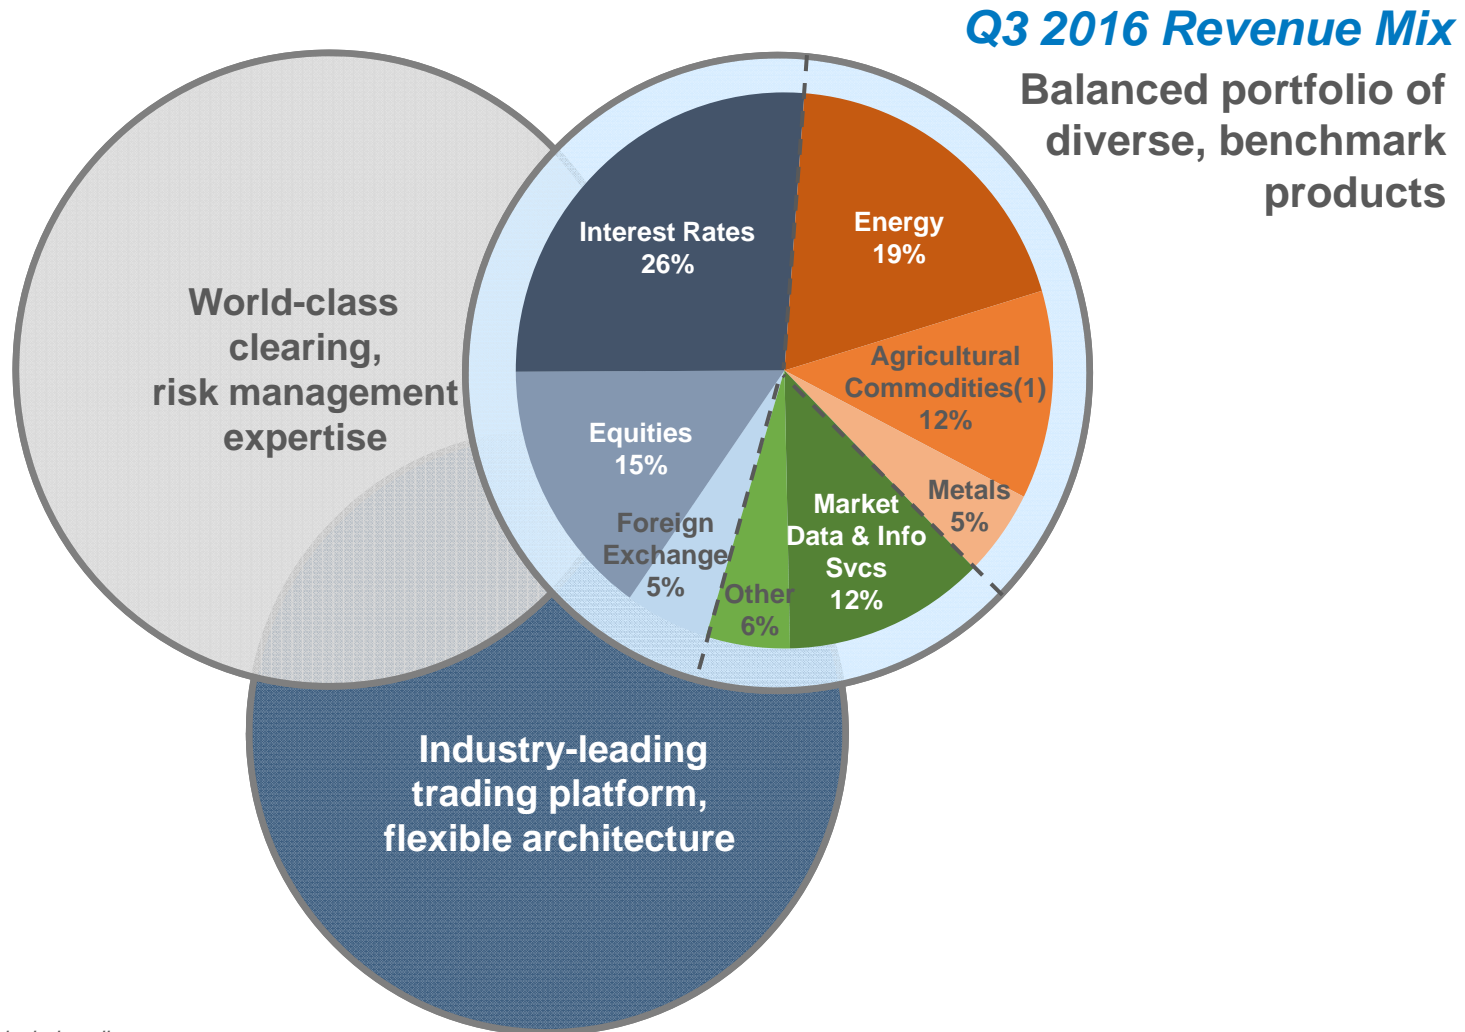 Q3 2016 Revenue Mix
Balanced portfolio of
diverse, benchmark
products
World-class
clearing,
risk management
expertise
Interest Rates
26%
Energy
19%
Agricultural
Commodities(1)
12%
Metals
5%
Market
Data & Info
Svcs
12%
Other
6%
Foreign
Exchange
5%
Equities
15%
Industry-leading
trading platform,
flexible architecture